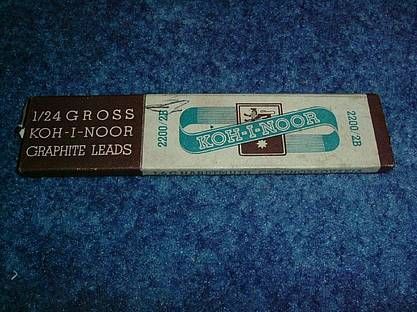 1/24 GROSS
KOH-I-NOOR
GRAPHITE LEADS
2200/2B
KOH-I-NOOR
2200/2B